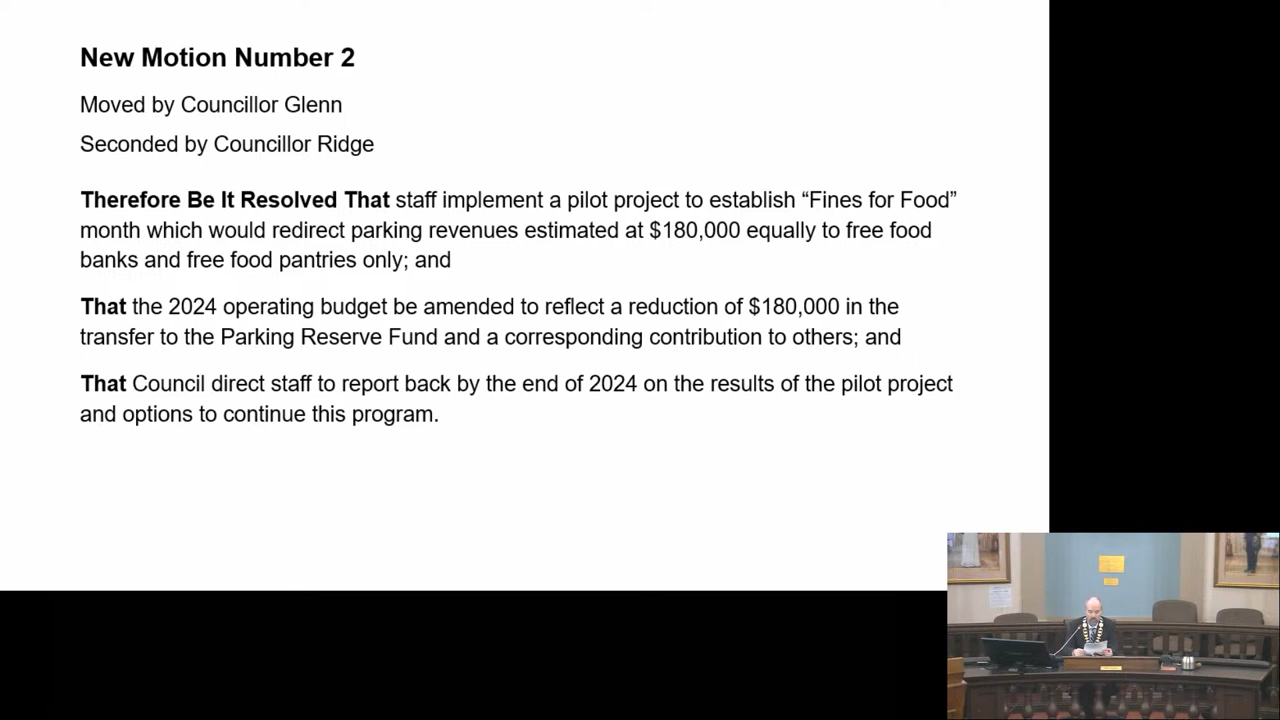 New Motion Number 2
Moved by Councillor Glenn
Seconded by Councillor Ridge
Therefore Be It Resolved That staff implement a pilot project to establish “Fines for Food”
month which would redirect parking revenues estimated at $180,000 equally to free food
banks and free food pantries only; and
That the 2024 operating budget be amended to reflect a reduction of $180,000 in the
transfer to the Parking Reserve Fund and a corresponding contribution to others; and
That Council direct staff to report back by the end of 2024 on the results of the pilot project
and options to continue this program.